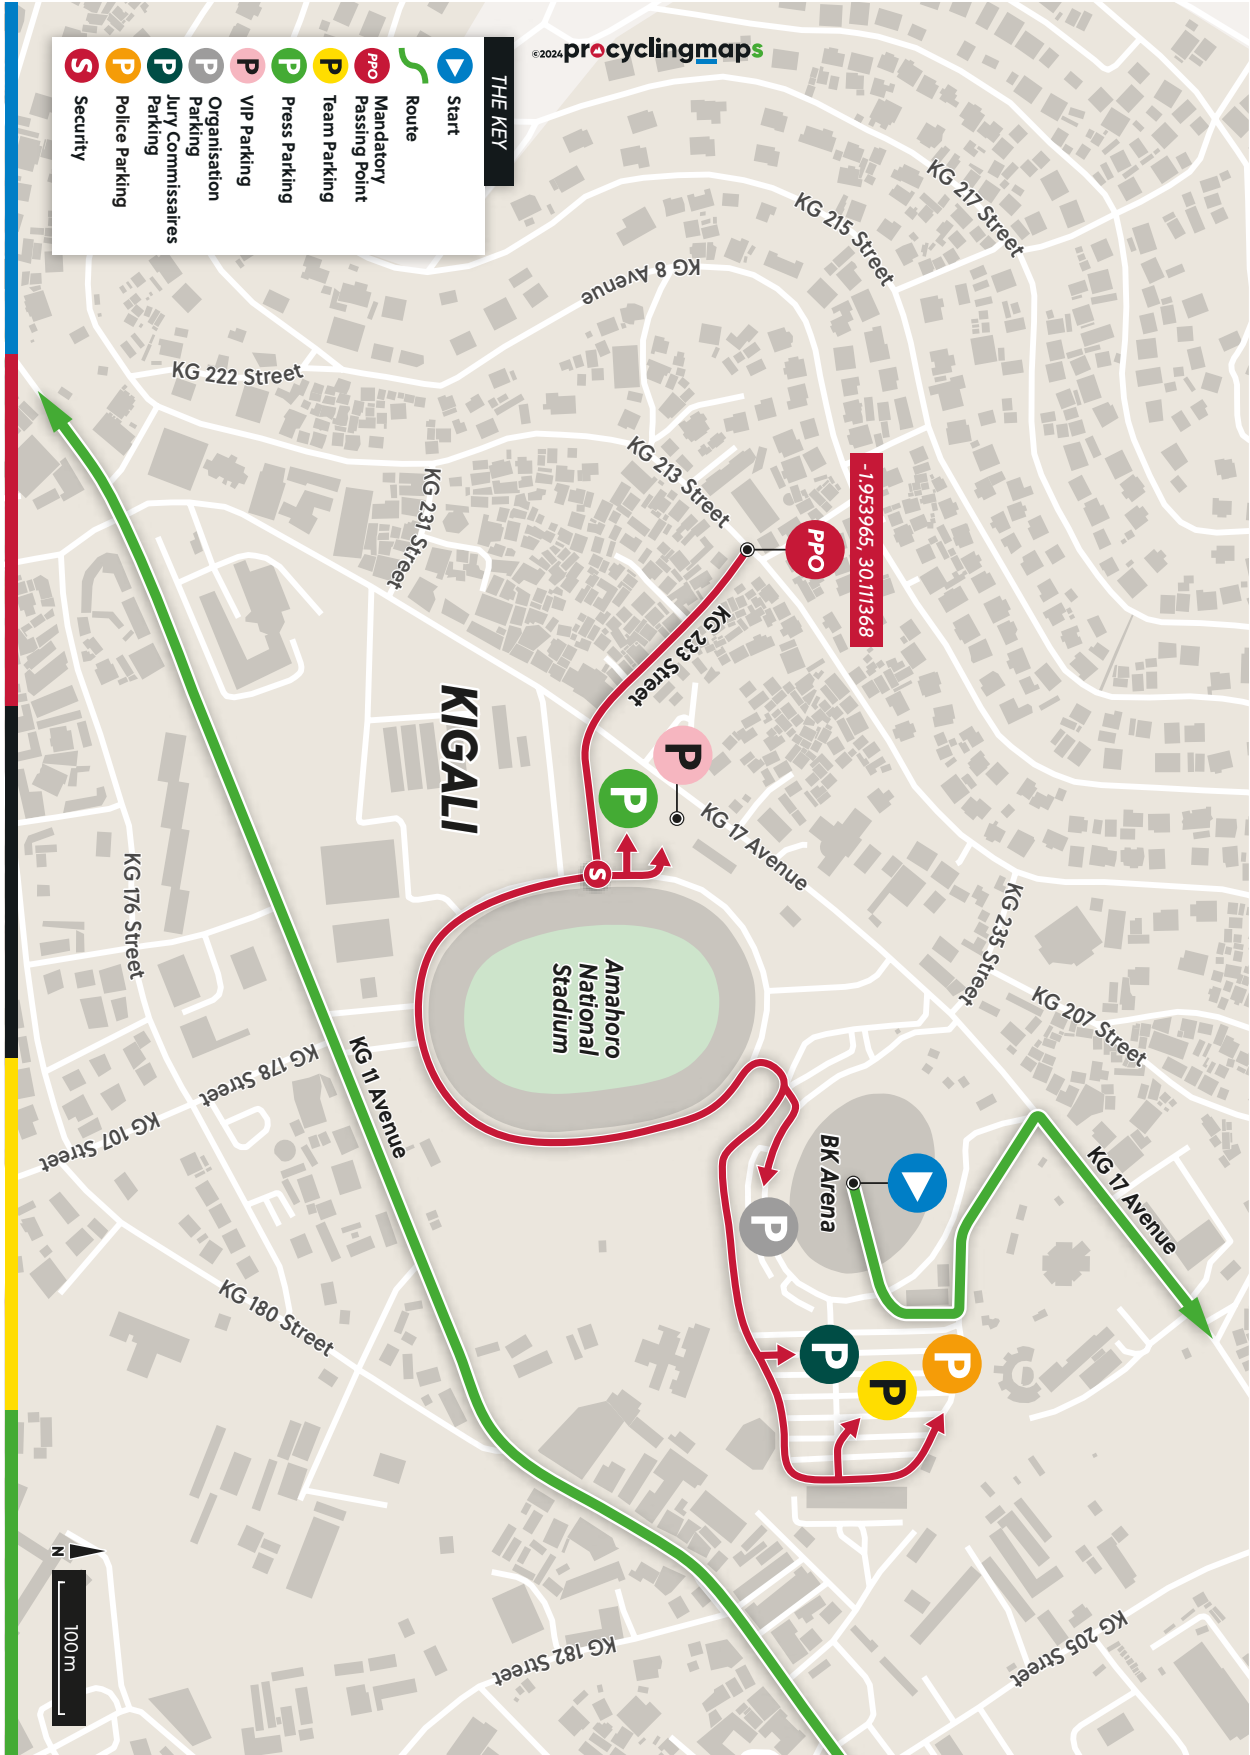 ©2024 procyclingmaps
THE KEY
Start
Route
PPO
Mandatory
Passing Point
P
Team Parking
P
Press Parking
P
VIP Parking
P
Organisation
Parking
P
Jury Commissaires
Parking
P
Police Parking
S
Security
KG 217 Street
KG 215 Street
KG 8 Avenue
KG 222 Street
KG 213 Street
KG 231 Street
PPO
-1.953965, 30.111368
KG 233 Street
KIGALI
P
P
KG 17 Avenue
S
KG 235 Street
KG 207 Street
KG 176 Street
Amahoro
National
Stadium
KG 11 Avenue
KG 178 Street
KG 107 Street
BK Arena
KG 17 Avenue
P
KG 180 Street
P
P
P
KG 182 Street
KG 205 Street
N
100 m